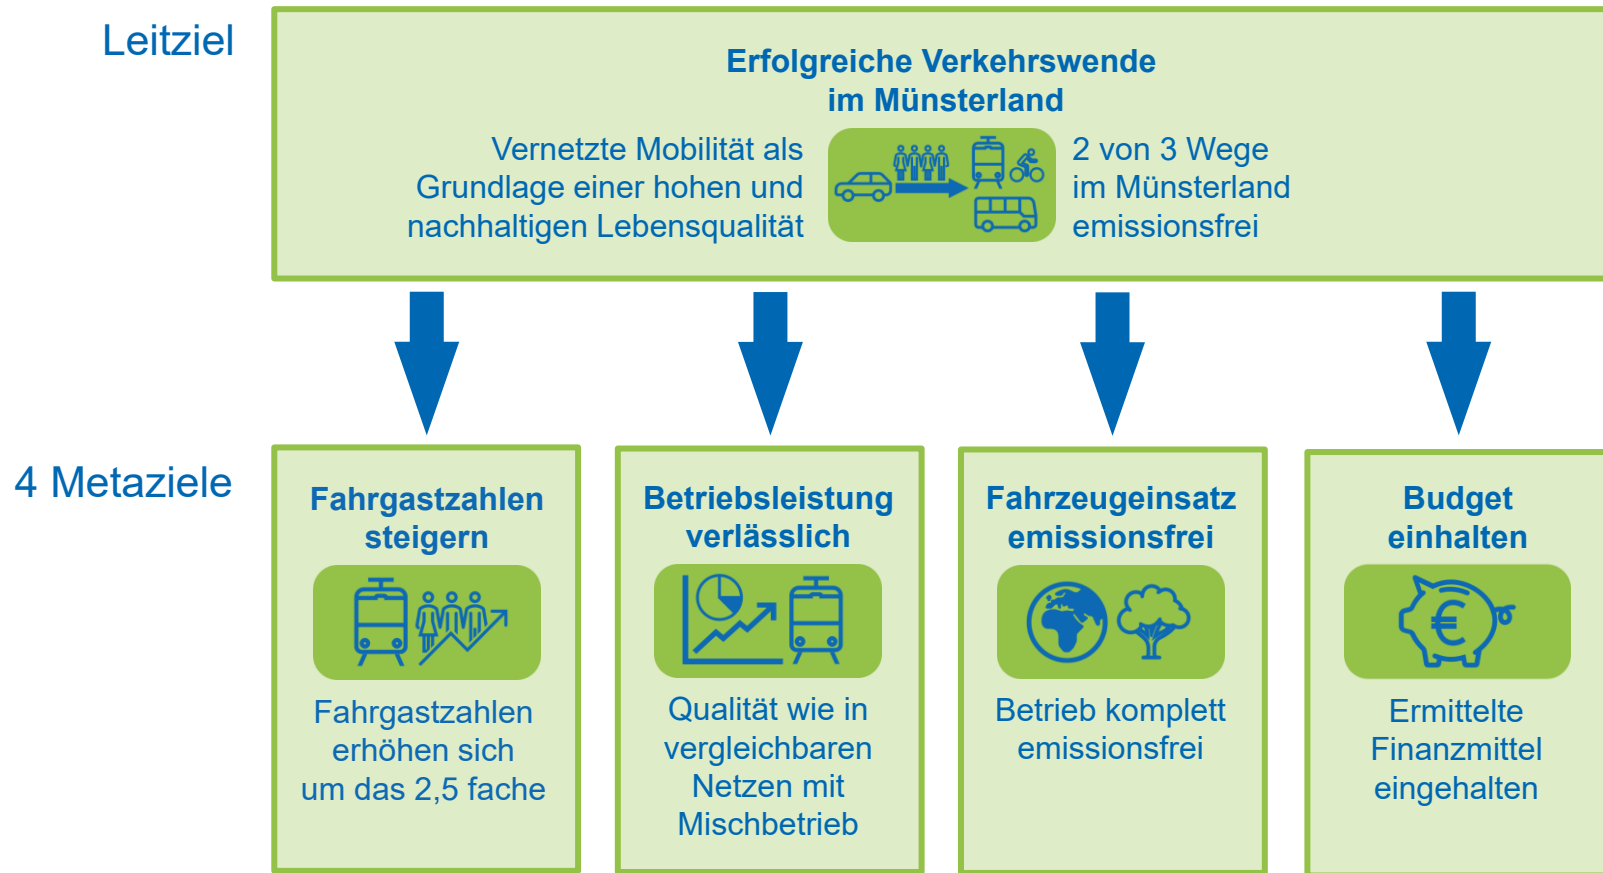 Leitziel
Erfolgreiche Verkehrswende
im Münsterland
Vernetzte Mobilität als
Grundlage einer hohen und
nachhaltigen Lebensqualität
2 von 3 Wege
im Münsterland
emissionsfrei
4 Metaziele
Fahrgastzahlen
steigern
Fahrgastzahlen
erhöhen sich
um das 2,5 fache
Betriebsleistung
verlässlich
Qualität wie in
vergleichbaren
Netzen mit
Mischbetrieb
Fahrzeugeinsatz
emissionsfrei
Betrieb komplett
emissionsfrei
Budget
einhalten
€
Ermittelte
Finanzmittel
eingehalten